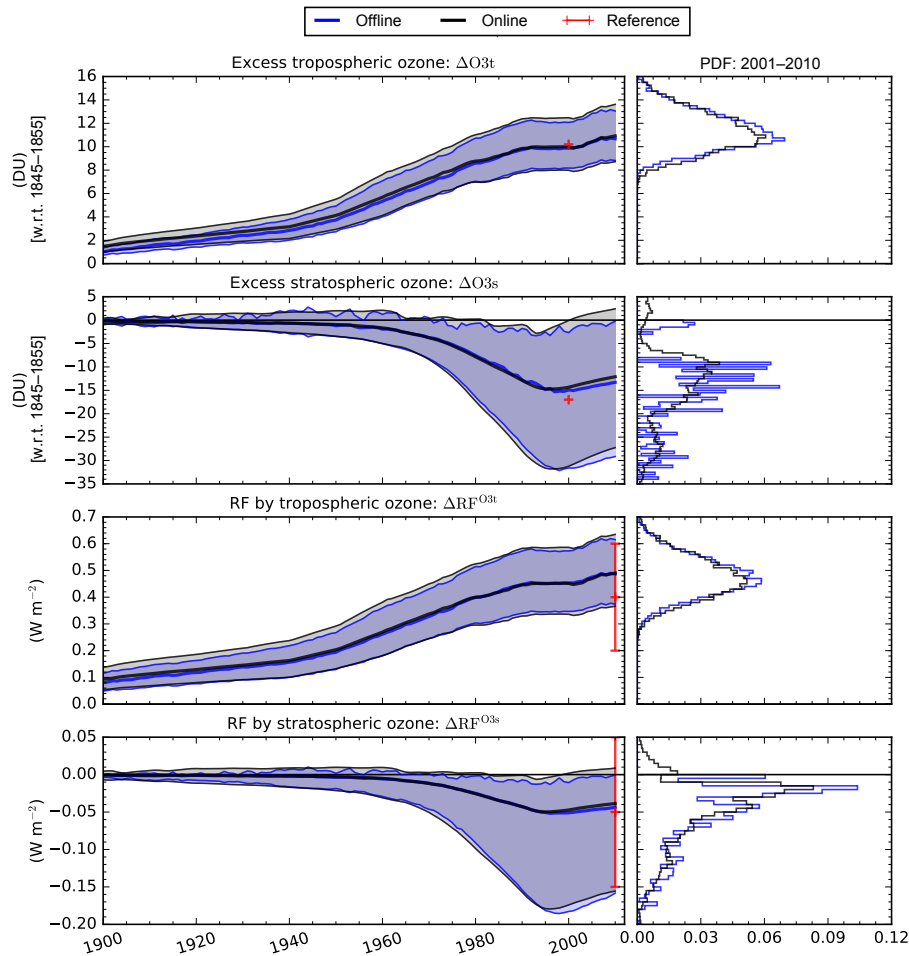 Offline Online Reference
Excess tropospheric ozone: ΔO3t
PDF: 2001–2010
(DU)
[w.r.t. 1845–1855]
16
14
12
10
8
6
4
2
0
Excess stratospheric ozone: ΔO3s
(DU)
[w.r.t. 1845–1855]
5
0
−5
−10
−15
−20
−25
−30
−35
RF by tropospheric ozone: ΔRF^O3t
(W m⁻²)
0.7
0.6
0.5
0.4
0.3
0.2
0.1
0.0
RF by stratospheric ozone: ΔRF^O3s
(W m⁻²)
0.05
0.00
−0.05
−0.10
−0.15
−0.20
1900 1920 1940 1960 1980 2000
0.00 0.03 0.06 0.09 0.12